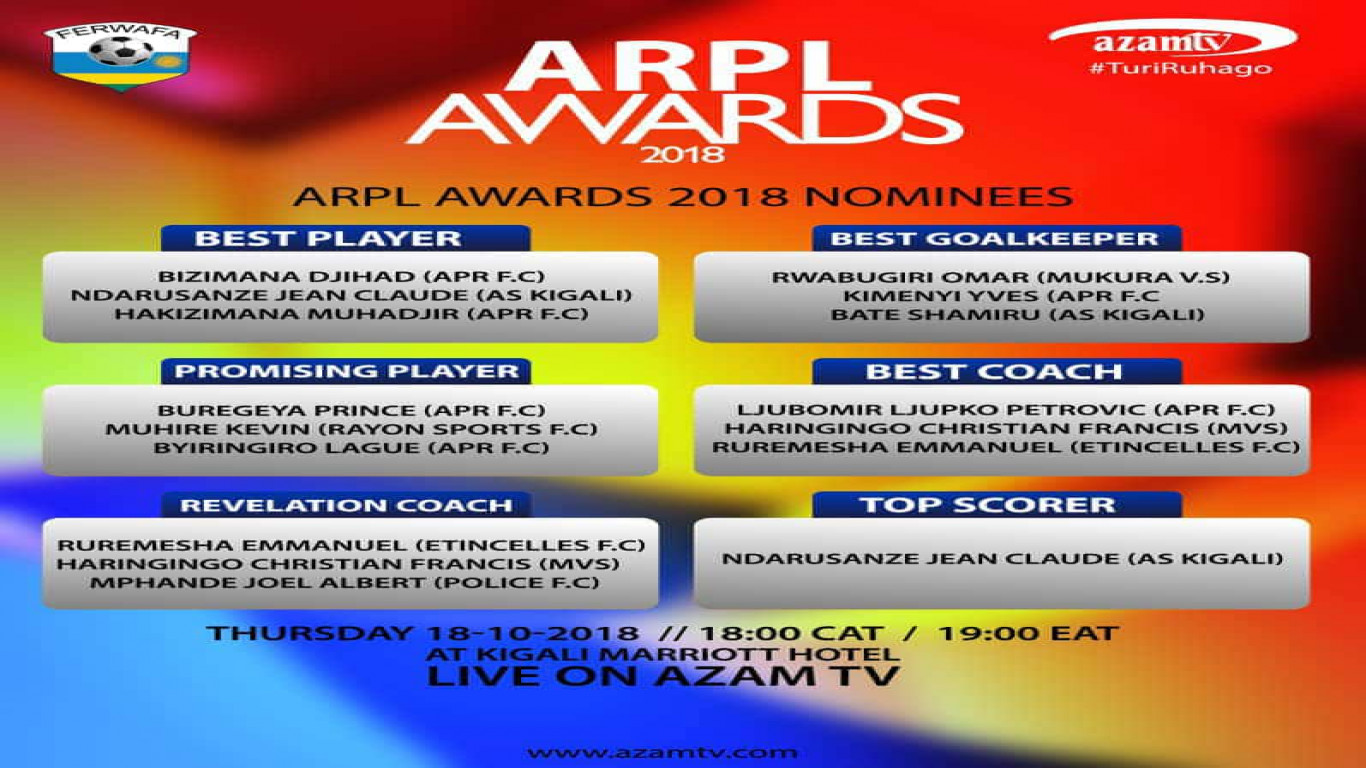 FERWAFA
azamtv
#TuriRuhago
ARPL
AWARDS
2018
ARPL AWARDS 2018 NOMINEES
BEST PLAYER
BIZIMANA DJIHAD (APR F.C)
NDARUSANZE JEAN CLAUDE (AS KIGALI)
HAKIZIMANA MUHADJIR (APR F.C)
BEST GOALKEEPER
RWABUGIRI OMAR (MUKURA V.S)
KIMENYI YVES (APR F.C
BATE SHAMIRU (AS KIGALI)
PROMISING PLAYER
BUREGEYA PRINCE (APR F.C)
MUHIRE KEVIN (RAYON SPORTS F.C)
BYIRINGIRO LAGUE (APR F.C)
BEST COACH
LJUBOMIR LJUPKO PETROVIC (APR F.C)
HARINGINGO CHRISTIAN FRANCIS (MVS)
RUREMESHA EMMANUEL (ETINCELLES F.C)
REVELATION COACH
RUREMESHA EMMANUEL (ETINCELLES F.C)
HARINGINGO CHRISTIAN FRANCIS (MVS)
MPHANDE JOEL ALBERT (POLICE F.C)
TOP SCORER
NDARUSANZE JEAN CLAUDE (AS KIGALI)
THURSDAY 18-10-2018 // 18:00 CAT / 19:00 EAT
AT KIGALI MARRIOTT HOTEL
LIVE ON AZAM TV
www.azamtv.com